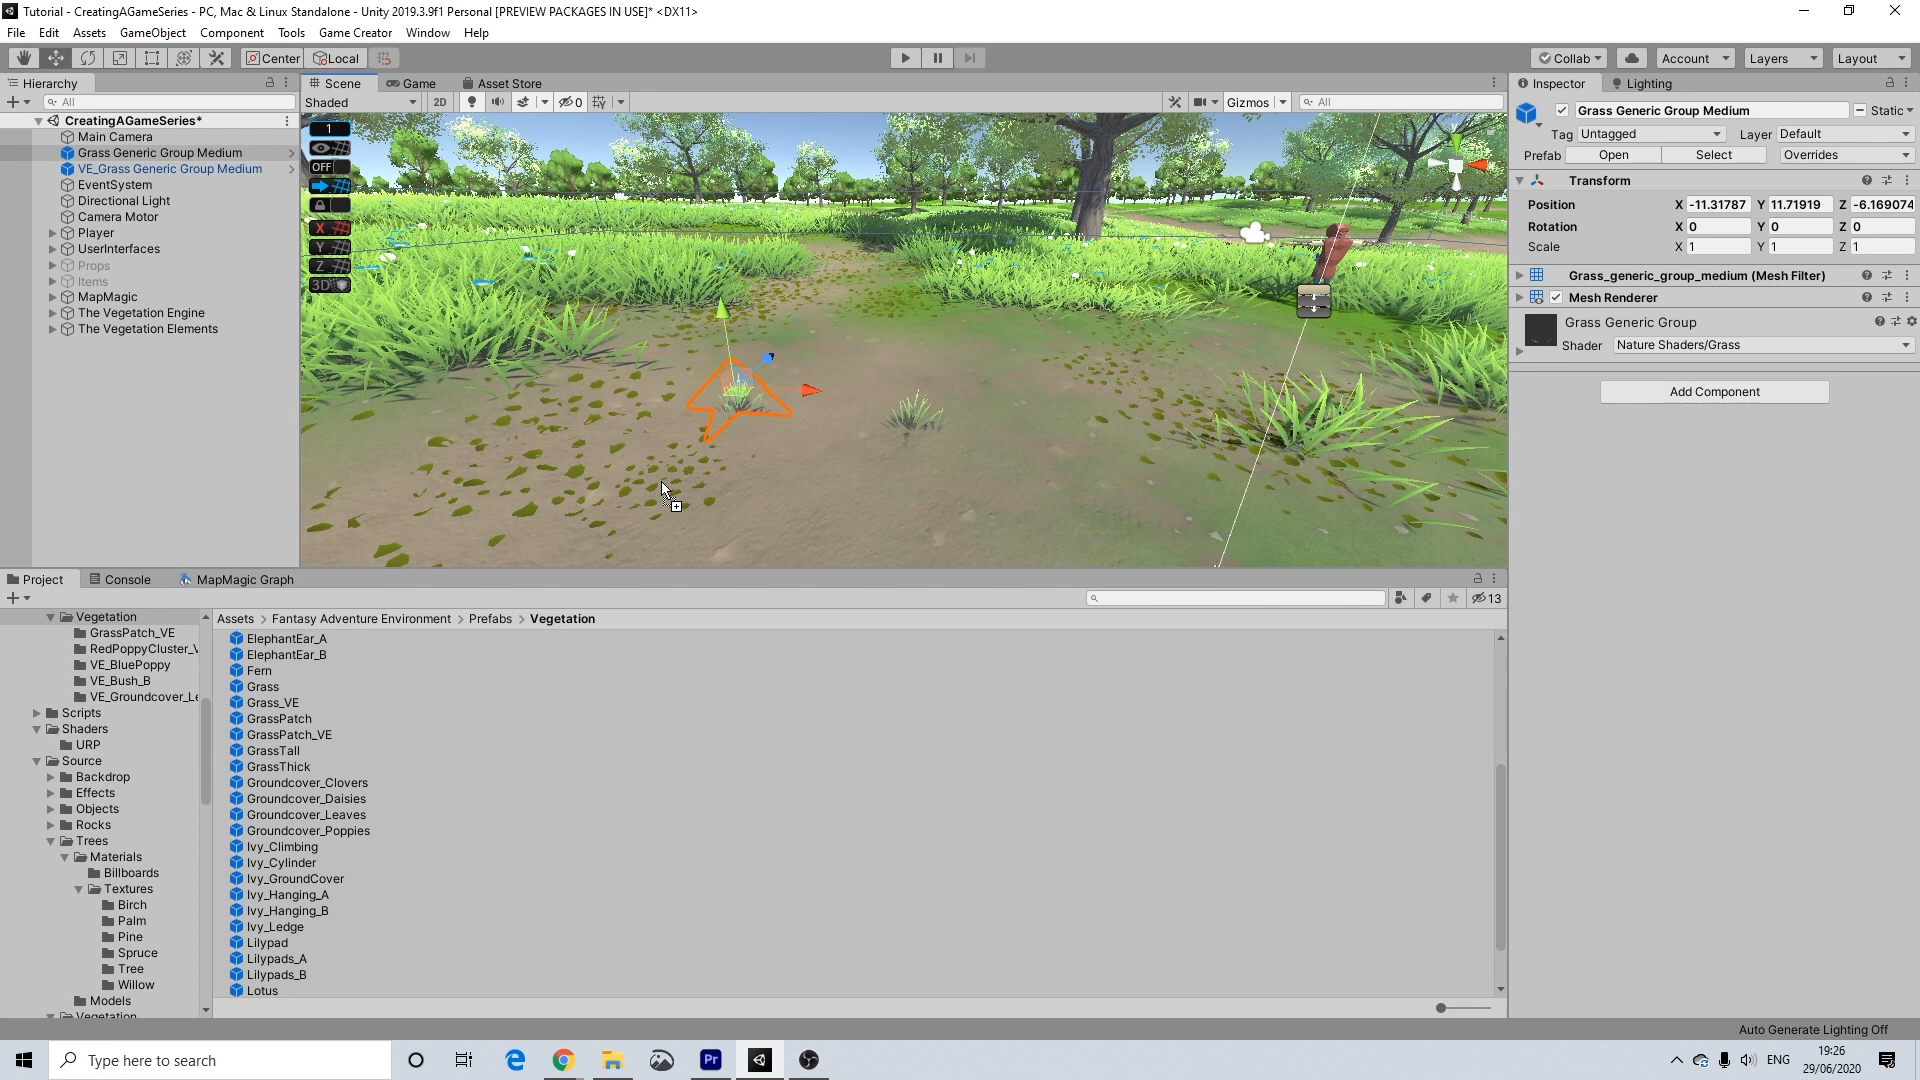 Tutorial - CreatingAGameSeries - PC, Mac & Linux Standalone - Unity 2019.3.9f1 Personal [PREVIEW PACKAGES IN USE]* <DX11>
File Edit Assets GameObject Component Tools Game Creator Window Help
Center Local Collab Account Layers Layout
Hierarchy
All
CreatingAGameSeries*
Main Camera
Grass Generic Group Medium
VE_Grass Generic Group Medium
EventSystem
Directional Light
Camera Motor
Player
UserInterfaces
Props
Items
MapMagic
The Vegetation Engine
The Vegetation Elements
Scene Game Asset Store
Shaded 2D 0 Gizmos All
1
OFF
X
Y
Z
3D
Inspector Lighting
Grass Generic Group Medium Static
Tag Untagged Layer Default
Prefab Open Select Overrides
Transform
Position X -11.31787 Y 11.71919 Z -6.169074
Rotation X 0 Y 0 Z 0
Scale X 1 Y 1 Z 1
Grass_generic_group_medium (Mesh Filter)
Mesh Renderer
Grass Generic Group
Shader Nature Shaders/Grass
Add Component
Project Console MapMagic Graph
13
Vegetation
GrassPatch_VE
RedPoppyCluster_V
VE_BluePoppy
VE_Bush_B
VE_Groundcover_Le
Scripts
Shaders
URP
Source
Backdrop
Effects
Objects
Rocks
Trees
Materials
Billboards
Textures
Birch
Palm
Pine
Spruce
Tree
Willow
Models
Vegetation
Assets > Fantasy Adventure Environment > Prefabs > Vegetation
ElephantEar_A
ElephantEar_B
Fern
Grass
Grass_VE
GrassPatch
GrassPatch_VE
GrassTall
GrassThick
Groundcover_Clovers
Groundcover_Daisies
Groundcover_Leaves
Groundcover_Poppies
Ivy_Climbing
Ivy_Cylinder
Ivy_GroundCover
Ivy_Hanging_A
Ivy_Hanging_B
Ivy_Ledge
Lilypad
Lilypads_A
Lilypads_B
Lotus
Auto Generate Lighting Off
Type here to search
Pr
ENG
19:26
29/06/2020